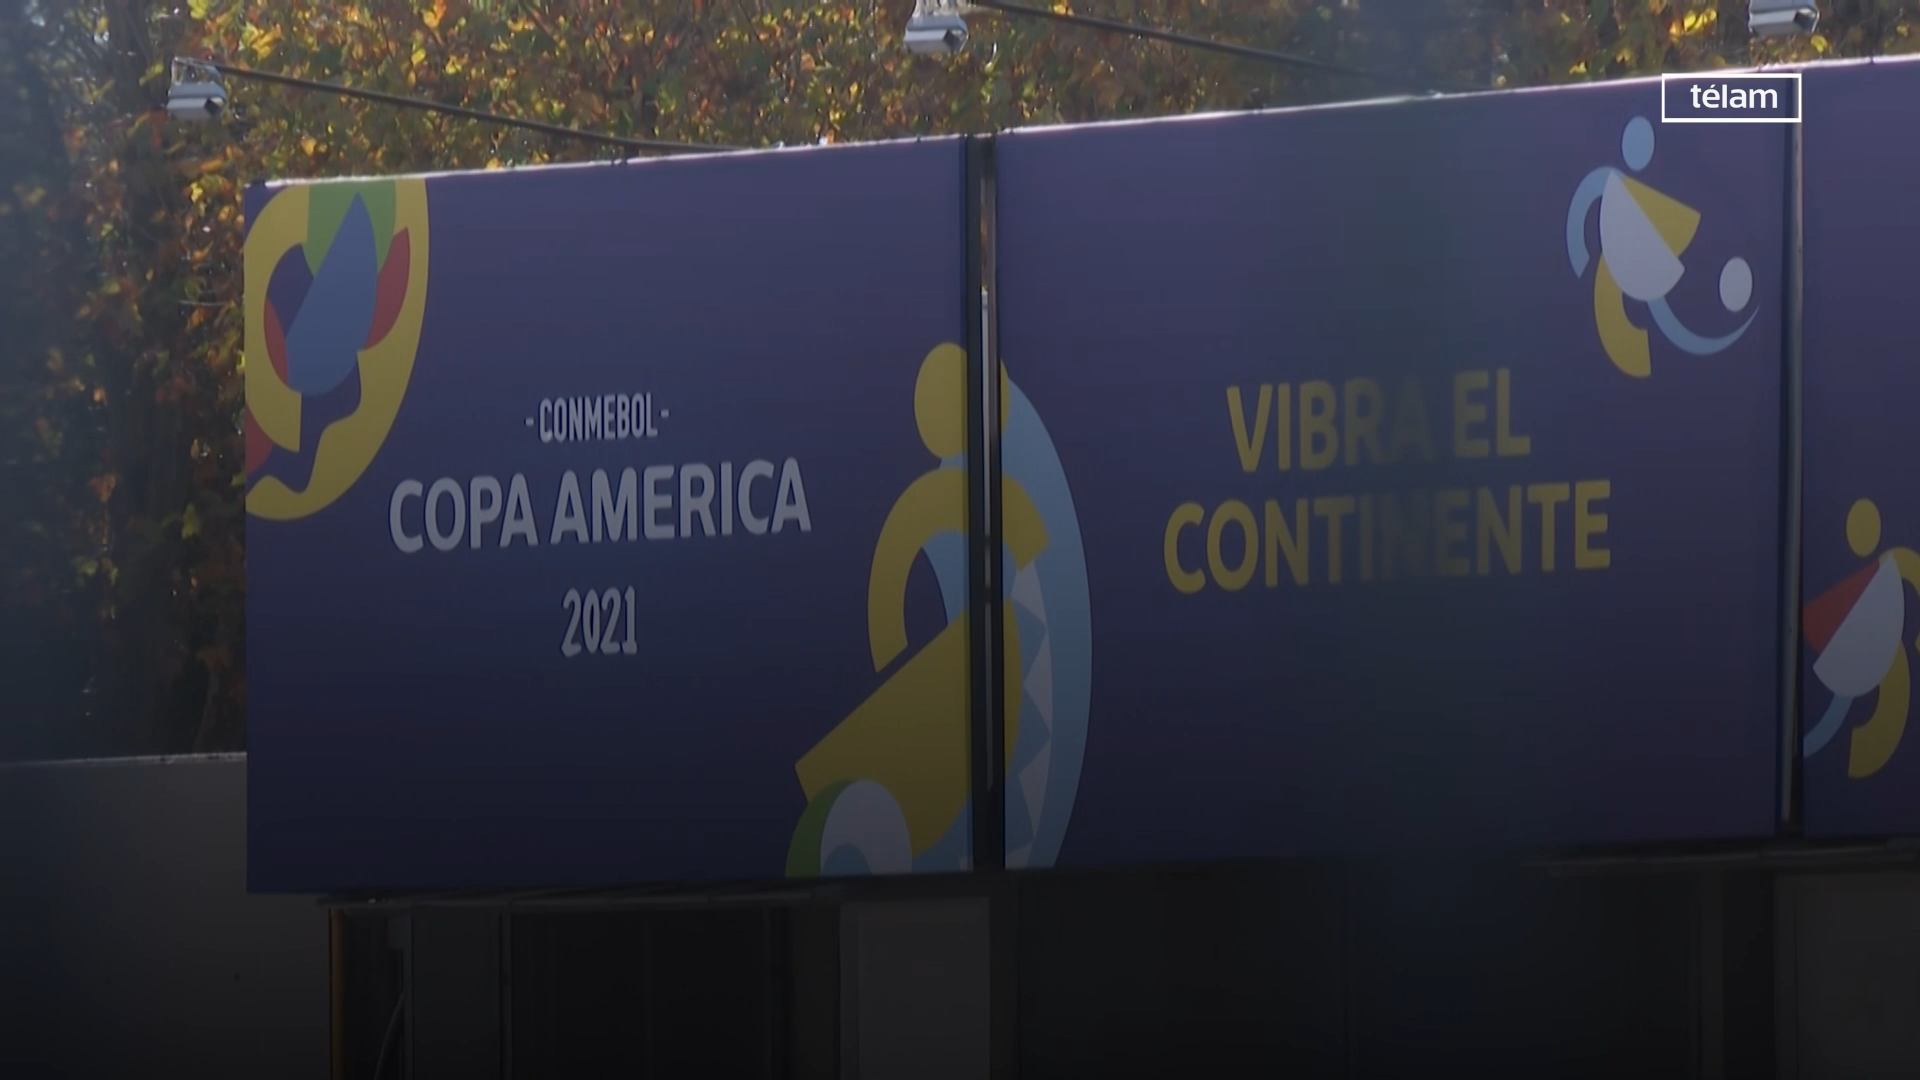 télam
- CONMEBOL -
COPA AMERICA
2021
VIBRA EL
CONTINENTE